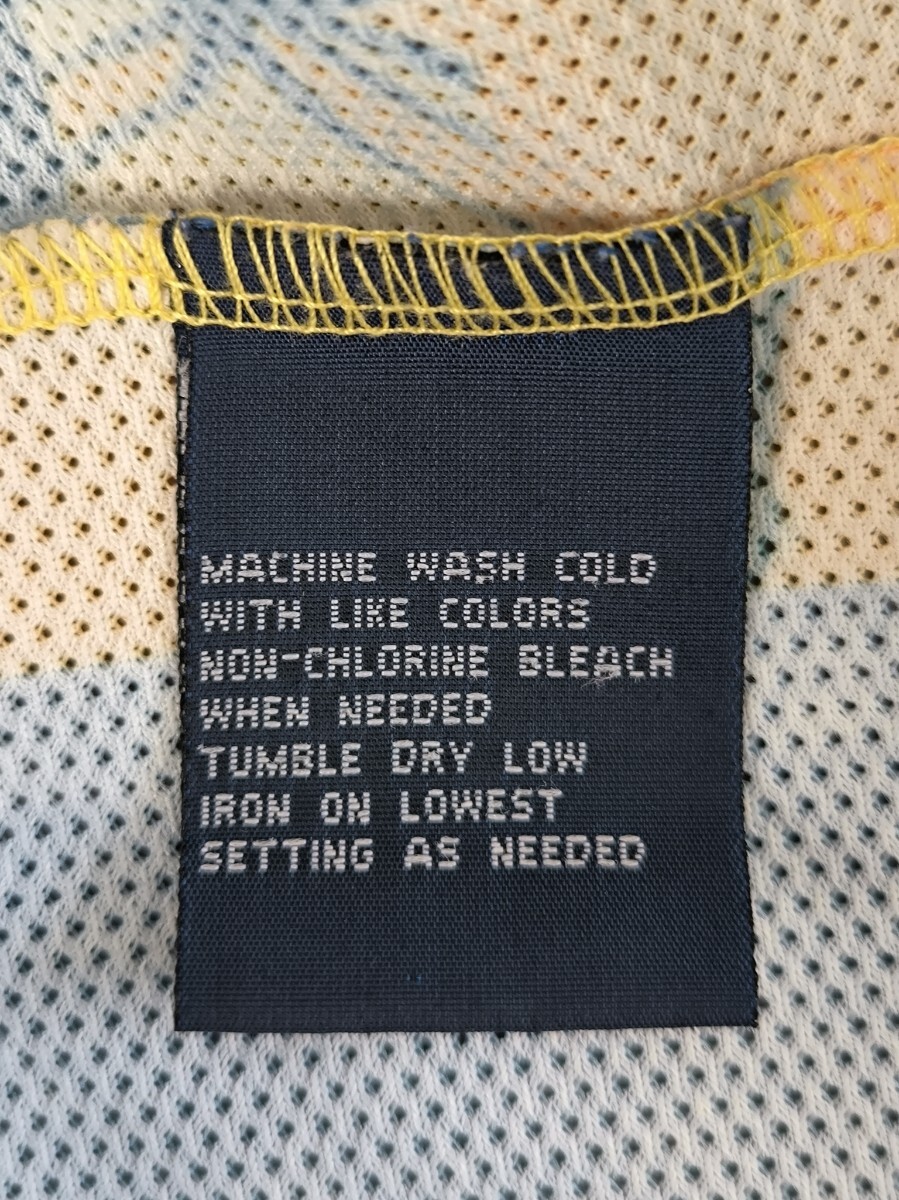 MACHINE WASH COLD
WITH LIKE COLORS
NON-CHLORINE BLEACH
WHEN NEEDED
TUMBLE DRY LOW
IRON ON LOWEST
SETTING AS NEEDED